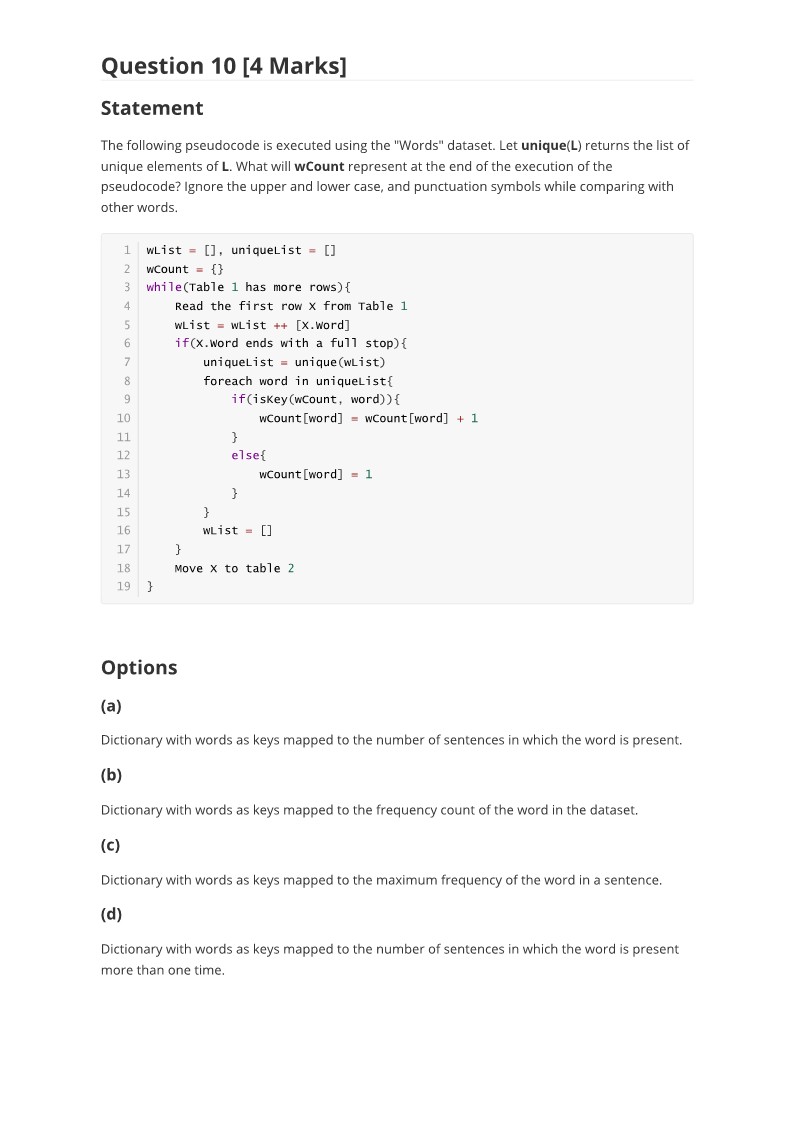 Question 10 [4 Marks]
Statement
The following pseudocode is executed using the "Words" dataset. Let unique(L) returns the list of
unique elements of L. What will wCount represent at the end of the execution of the
pseudocode? Ignore the upper and lower case, and punctuation symbols while comparing with
other words.
1 wList = [], uniqueList = []
2 wCount = {}
3 while(Table 1 has more rows){
4     Read the first row X from Table 1
5     wList = wList ++ [X.Word]
6     if(X.Word ends with a full stop){
7         uniqueList = unique(wList)
8         foreach word in uniqueList{
9             if(isKey(wCount, word)){
10                 wCount[word] = wCount[word] + 1
11             }
12             else{
13                 wCount[word] = 1
14             }
15         }
16         wList = []
17     }
18     Move X to table 2
19 }
Options
(a)
Dictionary with words as keys mapped to the number of sentences in which the word is present.
(b)
Dictionary with words as keys mapped to the frequency count of the word in the dataset.
(c)
Dictionary with words as keys mapped to the maximum frequency of the word in a sentence.
(d)
Dictionary with words as keys mapped to the number of sentences in which the word is present
more than one time.